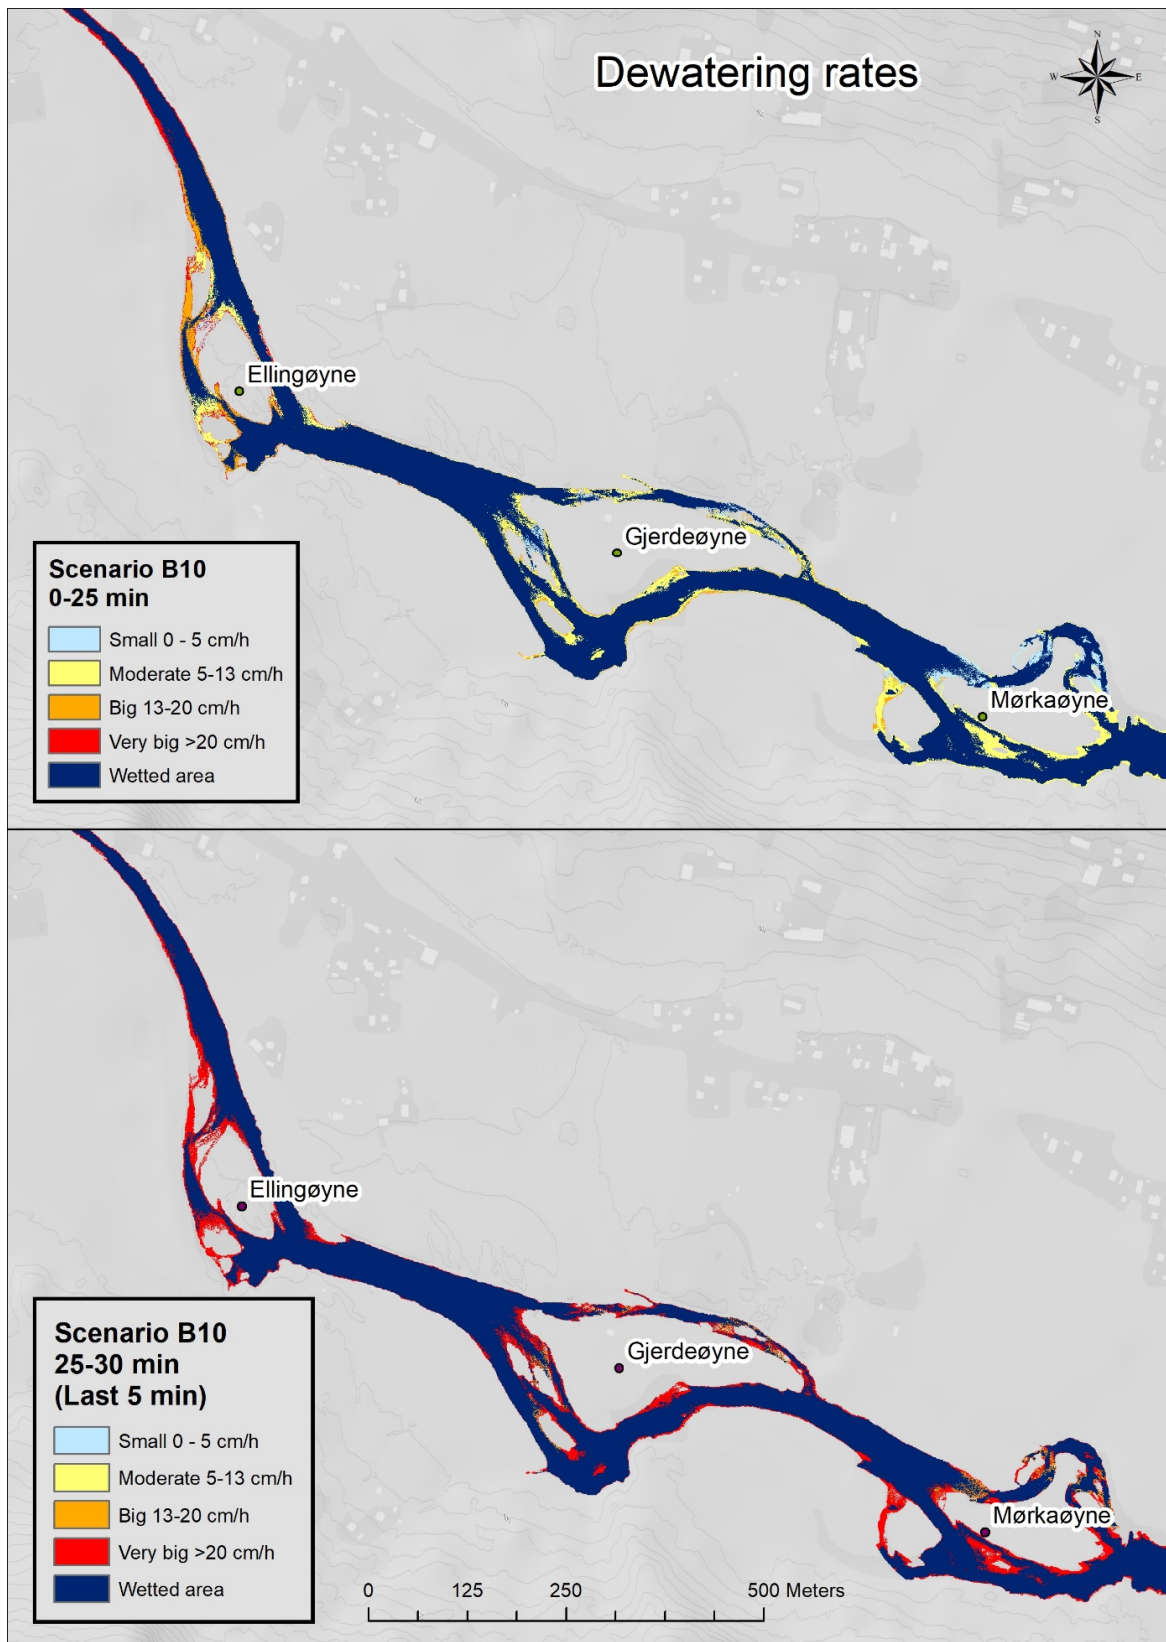 Dewatering rates
N
W E
S
Ellingøyne
Gjerdeøyne
Mørkaøyne
Scenario B10
0-25 min
Small 0 - 5 cm/h
Moderate 5-13 cm/h
Big 13-20 cm/h
Very big >20 cm/h
Wetted area
Ellingøyne
Gjerdeøyne
Mørkaøyne
Scenario B10
25-30 min
(Last 5 min)
Small 0 - 5 cm/h
Moderate 5-13 cm/h
Big 13-20 cm/h
Very big >20 cm/h
Wetted area
0 125 250 500 Meters